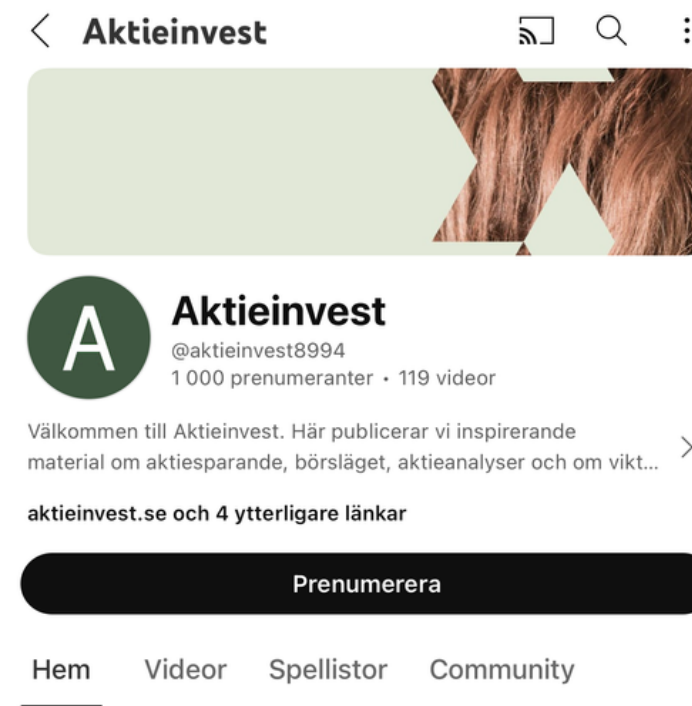 Aktieinvest
A
Aktieinvest
@aktieinvest8994
1 000 prenumeranter • 119 videor
Välkommen till Aktieinvest. Här publicerar vi inspirerande
material om aktiesparande, börsläget, aktieanalyser och om vikt...
aktieinvest.se och 4 ytterligare länkar
Prenumerera
Hem Videor Spellistor Community